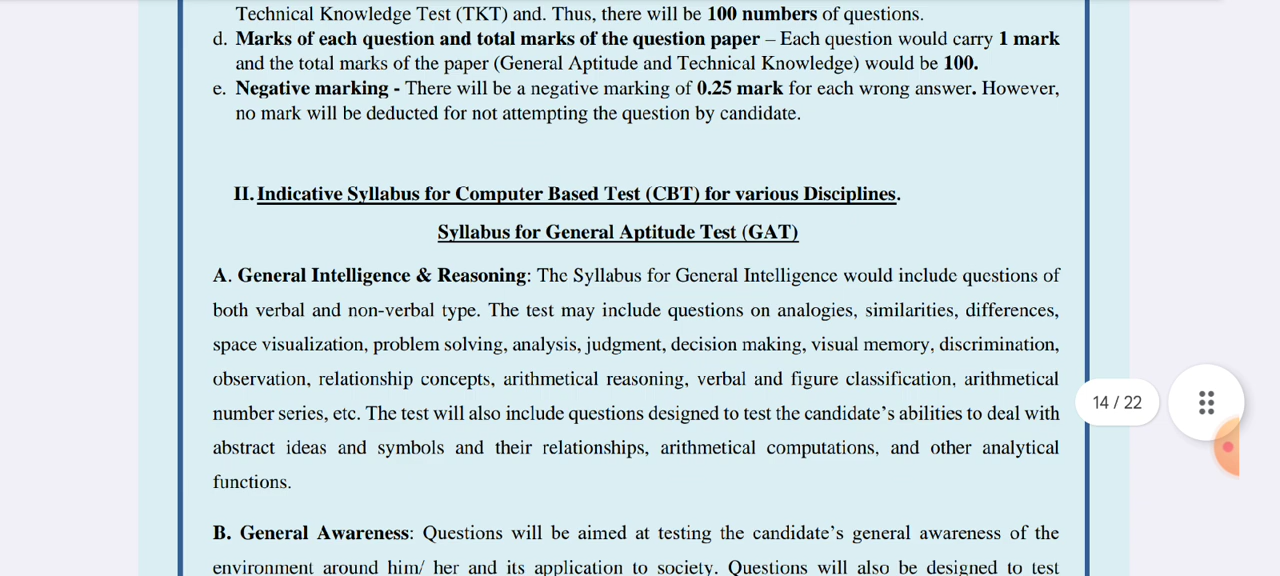 Technical Knowledge Test (TKT) and. Thus, there will be 100 numbers of questions.
d. Marks of each question and total marks of the question paper – Each question would carry 1 mark
and the total marks of the paper (General Aptitude and Technical Knowledge) would be 100.
e. Negative marking - There will be a negative marking of 0.25 mark for each wrong answer. However,
no mark will be deducted for not attempting the question by candidate.
II. Indicative Syllabus for Computer Based Test (CBT) for various Disciplines.
Syllabus for General Aptitude Test (GAT)
A. General Intelligence & Reasoning: The Syllabus for General Intelligence would include questions of
both verbal and non-verbal type. The test may include questions on analogies, similarities, differences,
space visualization, problem solving, analysis, judgment, decision making, visual memory, discrimination,
observation, relationship concepts, arithmetical reasoning, verbal and figure classification, arithmetical
number series, etc. The test will also include questions designed to test the candidate’s abilities to deal with
abstract ideas and symbols and their relationships, arithmetical computations, and other analytical
functions.
14 / 22
B. General Awareness: Questions will be aimed at testing the candidate’s general awareness of the
environment around him/ her and its application to society. Questions will also be designed to test